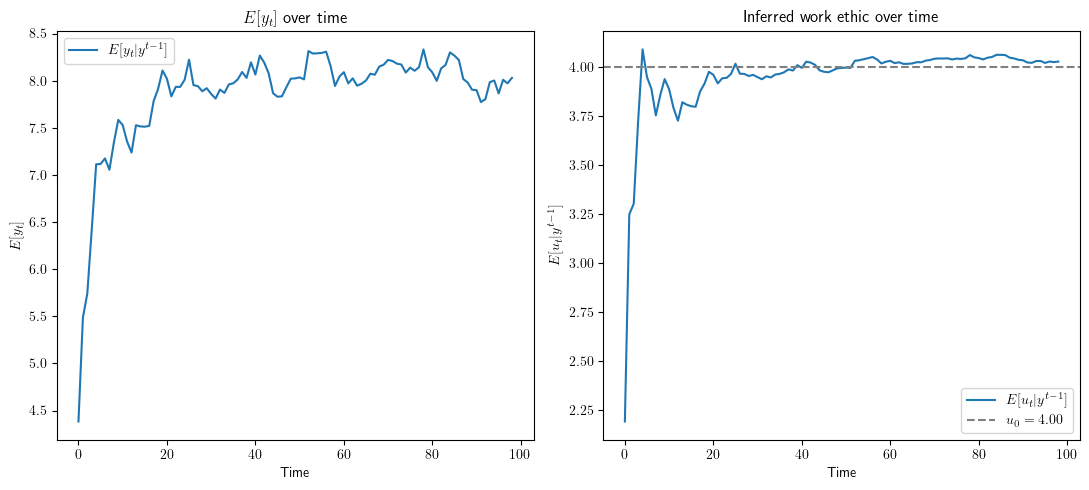 E[y_t] over time
E[y_t|y^{t-1}]
8.5
8.0
7.5
7.0
6.5
6.0
5.5
5.0
4.5
E[y_t]
0 20 40 60 80 100
Time
Inferred work ethic over time
4.00
3.75
3.50
3.25
3.00
2.75
2.50
2.25
E[u_t|y^{t-1}]
E[u_t|y^{t-1}]
u_0 = 4.00
0 20 40 60 80 100
Time